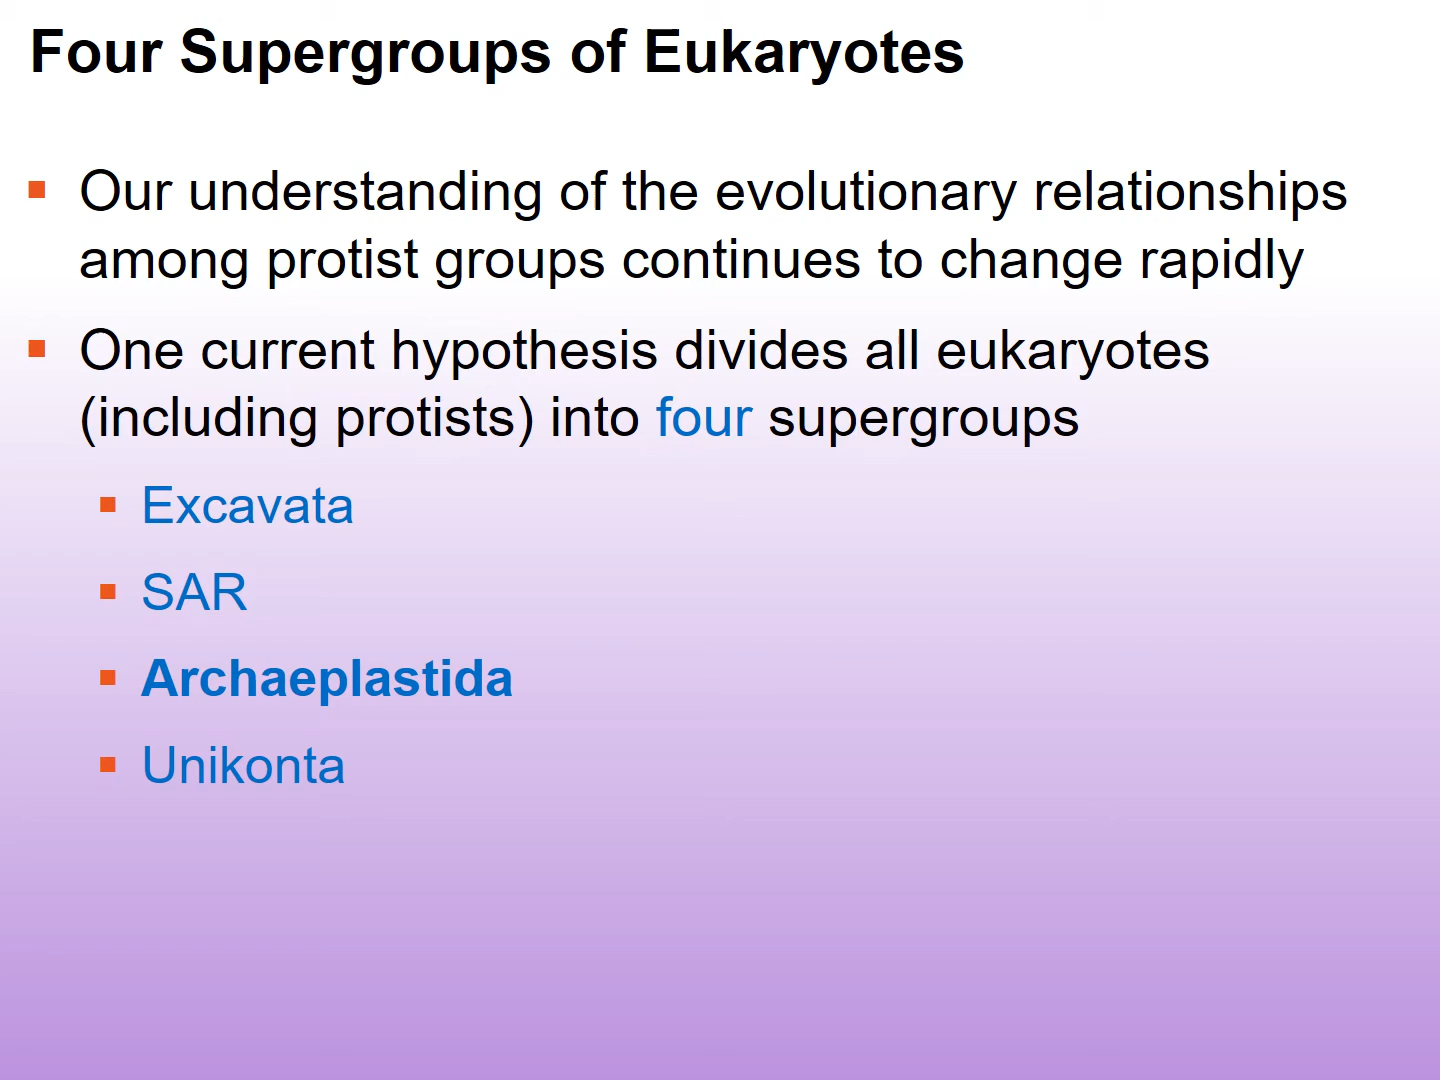 Four Supergroups of Eukaryotes
Our understanding of the evolutionary relationships
among protist groups continues to change rapidly
One current hypothesis divides all eukaryotes
(including protists) into four supergroups
Excavata
SAR
Archaeplastida
Unikonta